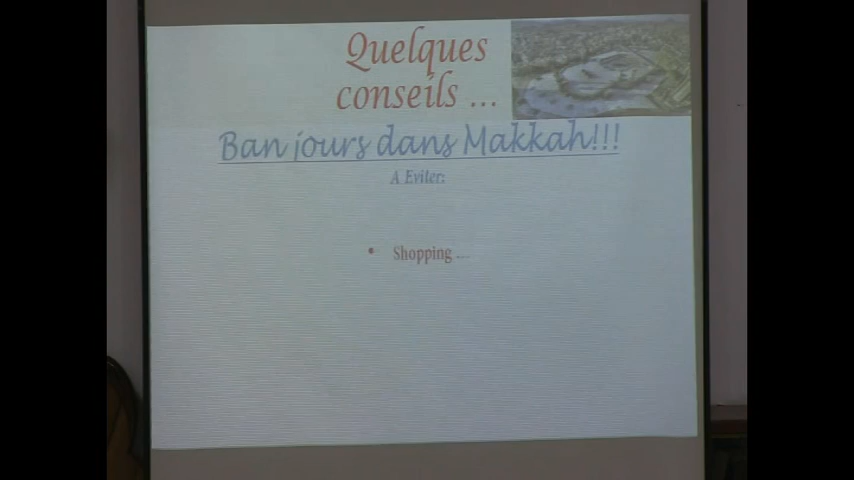 Quelques
conseils ...
Ban jours dans Makkah!!!
A Eviter:
• Shopping ...